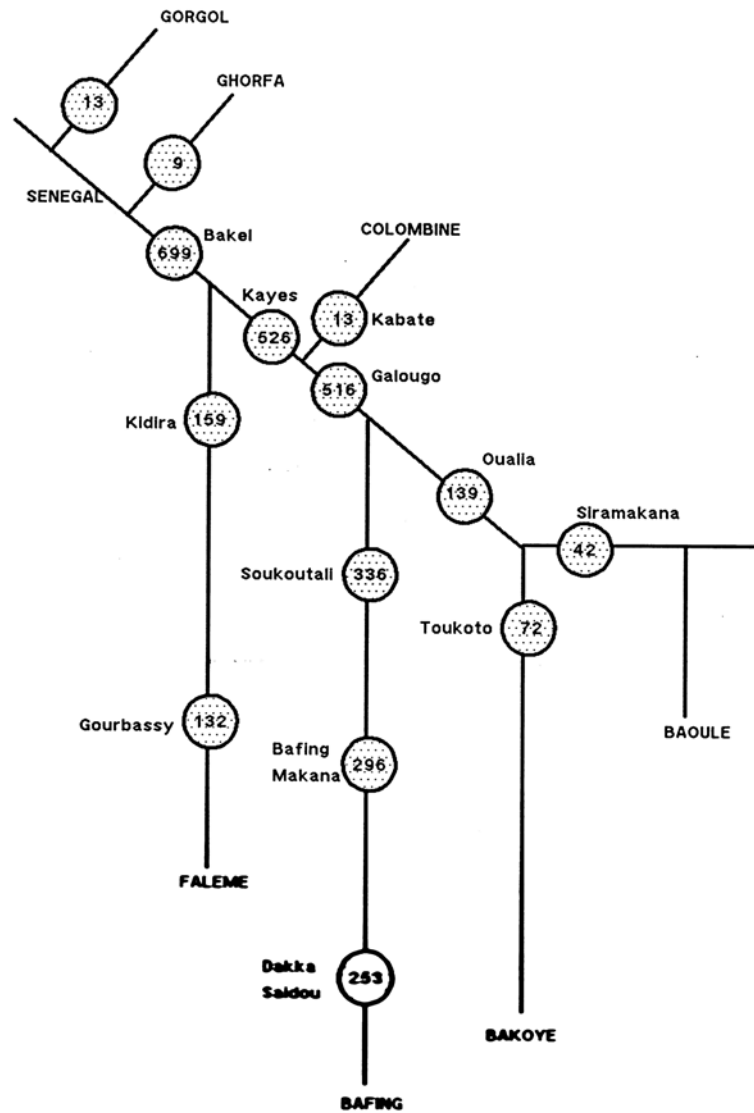 GORGOL
13
GHORFA
9
SENEGAL
Bakel
699
COLOMBINE
Kayes
13
Kabate
526
Galougo
516
Kidira
159
Oualia
139
Siramakana
42
Soukoutali
336
Toukoto
72
Gourbassy
132
BAOULE
Bafing
Makana
296
FALEME
Dakka
Saidou
253
BAKOYE
BAFING